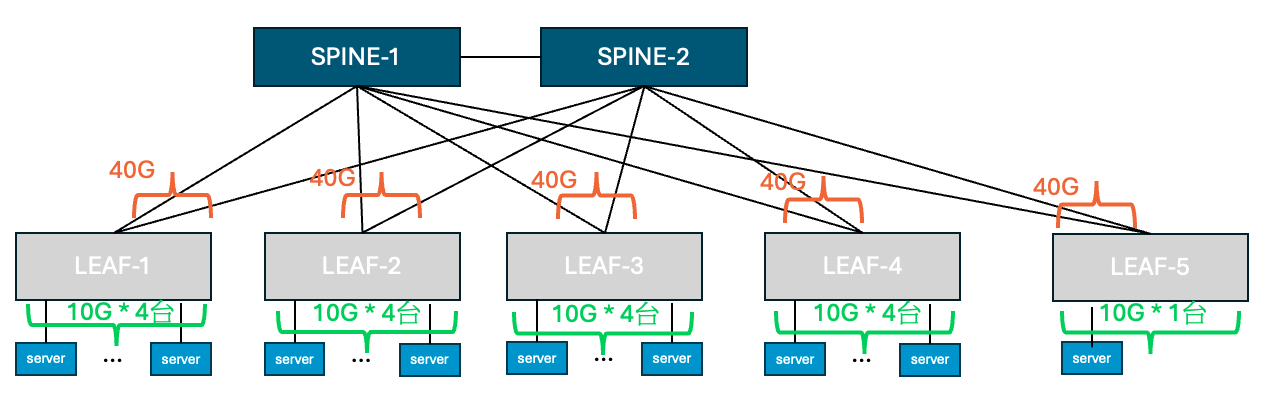 SPINE-1
SPINE-2
40G
40G
40G
40G
40G
LEAF-1
LEAF-2
LEAF-3
LEAF-4
LEAF-5
10G * 4台
10G * 4台
10G * 4台
10G * 4台
10G * 1台
server
...
server
server
...
server
server
...
server
server
...
server
server